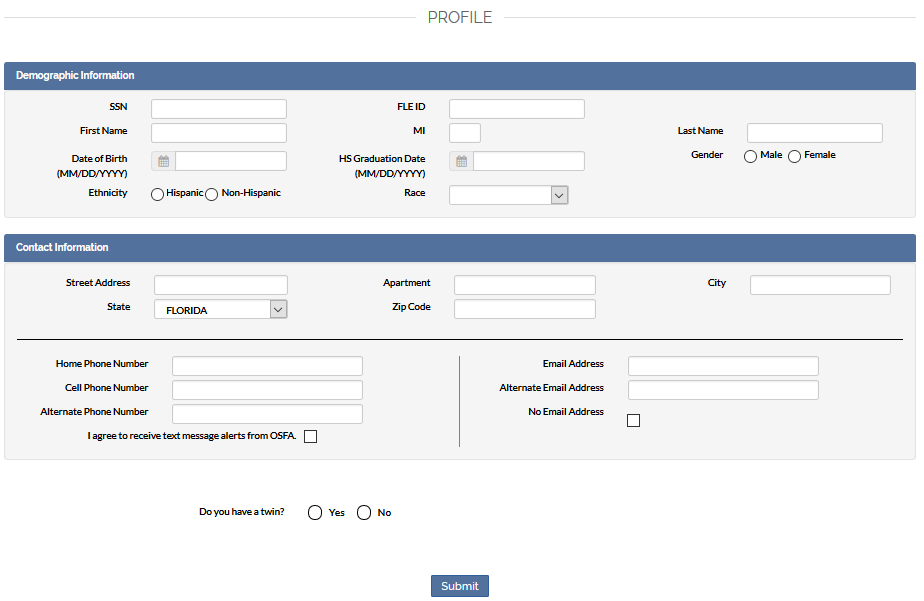 PROFILE
Demographic Information
SSN FLE ID
First Name MI Last Name
Date of Birth HS Graduation Date Gender Male Female
(MM/DD/YYYY) (MM/DD/YYYY)
Ethnicity Hispanic Non-Hispanic Race
Contact Information
Street Address Apartment City
State FLORIDA Zip Code
Home Phone Number Email Address
Cell Phone Number Alternate Email Address
Alternate Phone Number No Email Address
I agree to receive text message alerts from OSFA.
Do you have a twin? Yes No
Submit